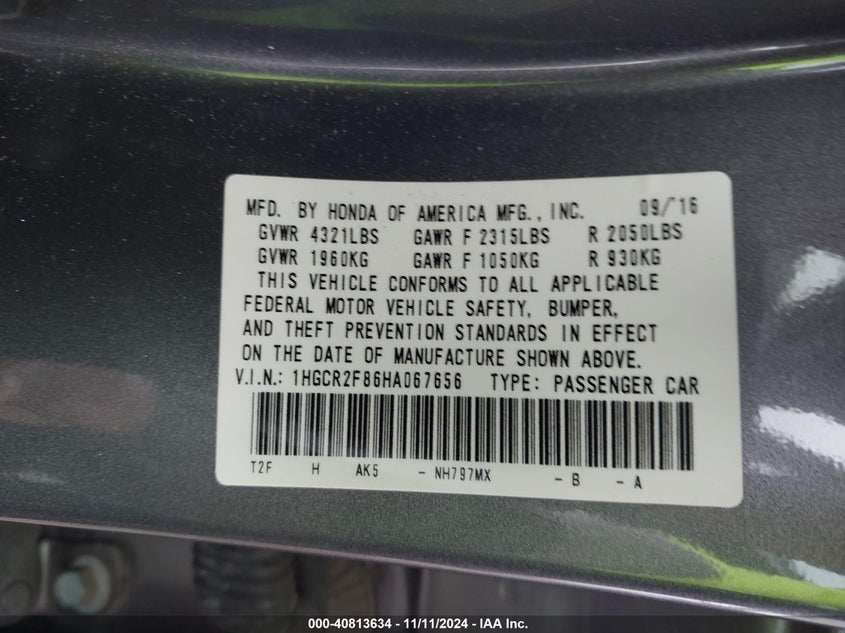 MFD. BY HONDA OF AMERICA MFG., INC. 09/'16
GVWR 4321LBS GAWR F 2315LBS R 2050LBS
GVWR 1960KG GAWR F 1050KG R 930KG
THIS VEHICLE CONFORMS TO ALL APPLICABLE
FEDERAL MOTOR VEHICLE SAFETY, BUMPER,
AND THEFT PREVENTION STANDARDS IN EFFECT
ON THE DATE OF MANUFACTURE SHOWN ABOVE.
V.I.N.: 1HGCR2F86HA067656 TYPE: PASSENGER CAR
T2F H AK5 - NH797MX - B - A
000-40813634 / 11/11/2024 - IAA Inc.